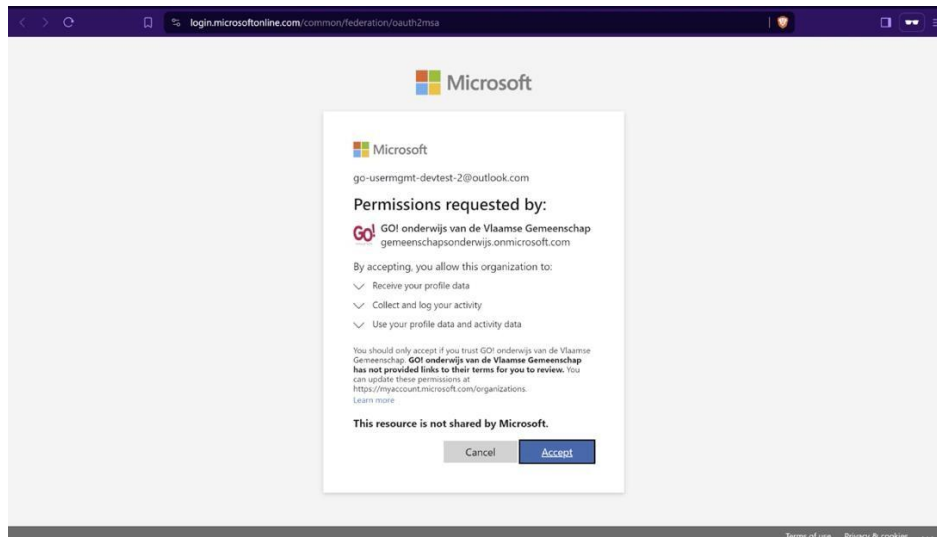 login.microsoftonline.com/common/federation/oauth2msa
Microsoft
Microsoft
go-usermgmt-devtest-2@outlook.com
Permissions requested by:
GO! GO! onderwijs van de Vlaamse Gemeenschap
gemeenschapsonderwijs.onmicrosoft.com
By accepting, you allow this organization to:
Receive your profile data
Collect and log your activity
Use your profile data and activity data
You should only accept if you trust GO! onderwijs van de Vlaamse
Gemeenschap. GO! onderwijs van de Vlaamse Gemeenschap
has not provided links to their terms for you to review. You
can update these permissions at
https://myaccount.microsoft.com/organizations.
Learn more
This resource is not shared by Microsoft.
Cancel Accept
Terms of use Privacy & cookies